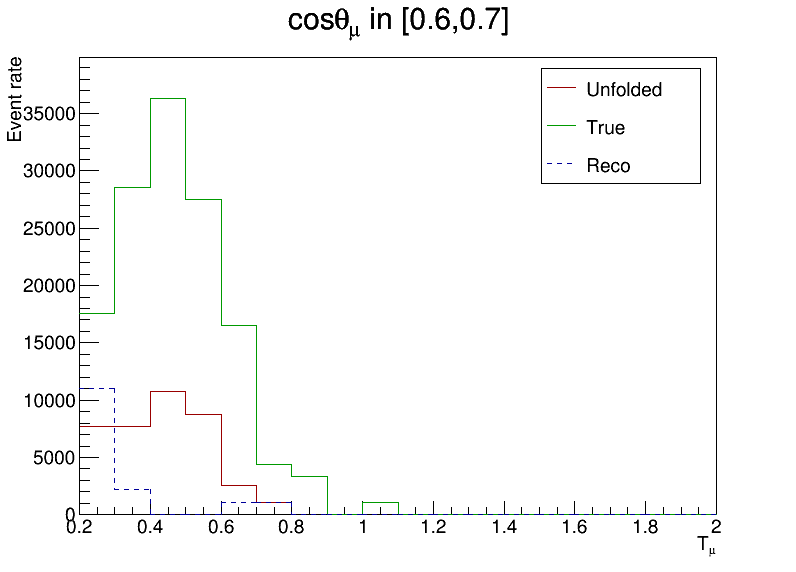 cosθμ in [0.6,0.7]
Event rate
35000
30000
25000
20000
15000
10000
5000
0
0.2 0.4 0.6 0.8 1 1.2 1.4 1.6 1.8 2
Tμ
Unfolded
True
Reco